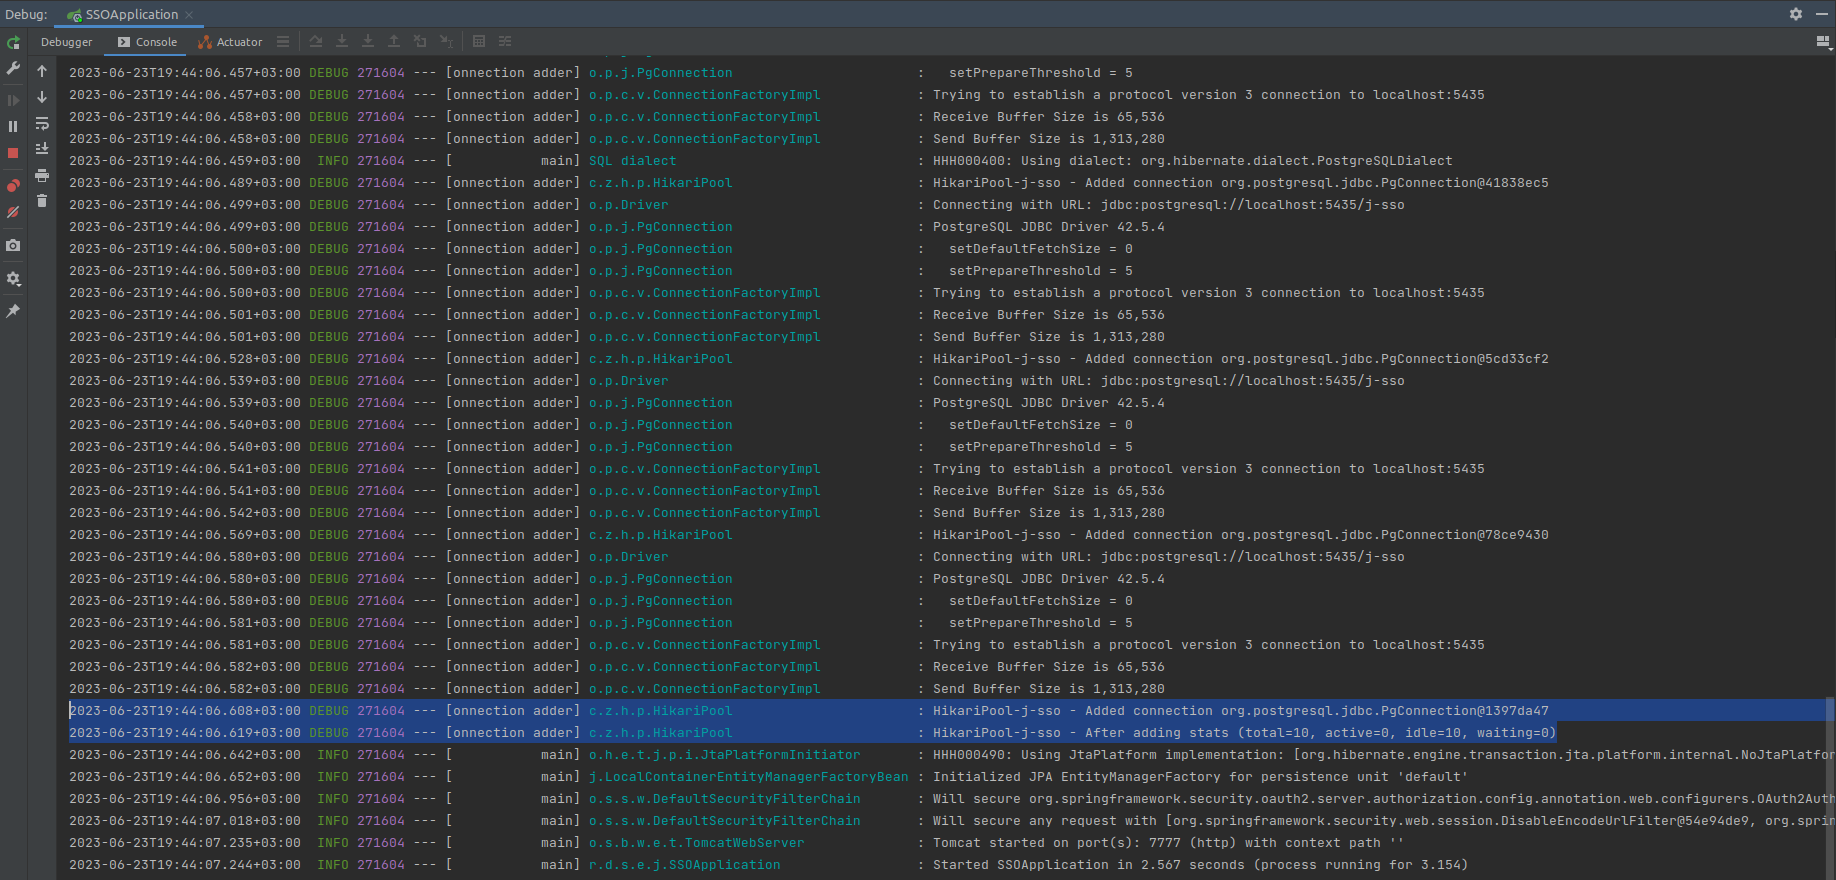 Debug: SSOApplication
Debugger Console Actuator
2023-06-23T19:44:06.457+03:00 DEBUG 271604 --- [onnection adder] o.p.j.PgConnection : setPrepareThreshold = 5
2023-06-23T19:44:06.457+03:00 DEBUG 271604 --- [onnection adder] o.p.c.v.ConnectionFactoryImpl : Trying to establish a protocol version 3 connection to localhost:5435
2023-06-23T19:44:06.458+03:00 DEBUG 271604 --- [onnection adder] o.p.c.v.ConnectionFactoryImpl : Receive Buffer Size is 65,536
2023-06-23T19:44:06.458+03:00 DEBUG 271604 --- [onnection adder] o.p.c.v.ConnectionFactoryImpl : Send Buffer Size is 1,313,280
2023-06-23T19:44:06.459+03:00 INFO 271604 --- [ main] SQL dialect : HHH000400: Using dialect: org.hibernate.dialect.PostgreSQLDialect
2023-06-23T19:44:06.489+03:00 DEBUG 271604 --- [onnection adder] c.z.h.p.HikariPool : HikariPool-j-sso - Added connection org.postgresql.jdbc.PgConnection@41838ec5
2023-06-23T19:44:06.499+03:00 DEBUG 271604 --- [onnection adder] o.p.Driver : Connecting with URL: jdbc:postgresql://localhost:5435/j-sso
2023-06-23T19:44:06.499+03:00 DEBUG 271604 --- [onnection adder] o.p.j.PgConnection : PostgreSQL JDBC Driver 42.5.4
2023-06-23T19:44:06.500+03:00 DEBUG 271604 --- [onnection adder] o.p.j.PgConnection : setDefaultFetchSize = 0
2023-06-23T19:44:06.500+03:00 DEBUG 271604 --- [onnection adder] o.p.j.PgConnection : setPrepareThreshold = 5
2023-06-23T19:44:06.500+03:00 DEBUG 271604 --- [onnection adder] o.p.c.v.ConnectionFactoryImpl : Trying to establish a protocol version 3 connection to localhost:5435
2023-06-23T19:44:06.501+03:00 DEBUG 271604 --- [onnection adder] o.p.c.v.ConnectionFactoryImpl : Receive Buffer Size is 65,536
2023-06-23T19:44:06.501+03:00 DEBUG 271604 --- [onnection adder] o.p.c.v.ConnectionFactoryImpl : Send Buffer Size is 1,313,280
2023-06-23T19:44:06.528+03:00 DEBUG 271604 --- [onnection adder] c.z.h.p.HikariPool : HikariPool-j-sso - Added connection org.postgresql.jdbc.PgConnection@5cd33cf2
2023-06-23T19:44:06.539+03:00 DEBUG 271604 --- [onnection adder] o.p.Driver : Connecting with URL: jdbc:postgresql://localhost:5435/j-sso
2023-06-23T19:44:06.539+03:00 DEBUG 271604 --- [onnection adder] o.p.j.PgConnection : PostgreSQL JDBC Driver 42.5.4
2023-06-23T19:44:06.540+03:00 DEBUG 271604 --- [onnection adder] o.p.j.PgConnection : setDefaultFetchSize = 0
2023-06-23T19:44:06.540+03:00 DEBUG 271604 --- [onnection adder] o.p.j.PgConnection : setPrepareThreshold = 5
2023-06-23T19:44:06.541+03:00 DEBUG 271604 --- [onnection adder] o.p.c.v.ConnectionFactoryImpl : Trying to establish a protocol version 3 connection to localhost:5435
2023-06-23T19:44:06.541+03:00 DEBUG 271604 --- [onnection adder] o.p.c.v.ConnectionFactoryImpl : Receive Buffer Size is 65,536
2023-06-23T19:44:06.542+03:00 DEBUG 271604 --- [onnection adder] o.p.c.v.ConnectionFactoryImpl : Send Buffer Size is 1,313,280
2023-06-23T19:44:06.569+03:00 DEBUG 271604 --- [onnection adder] c.z.h.p.HikariPool : HikariPool-j-sso - Added connection org.postgresql.jdbc.PgConnection@78ce9430
2023-06-23T19:44:06.580+03:00 DEBUG 271604 --- [onnection adder] o.p.Driver : Connecting with URL: jdbc:postgresql://localhost:5435/j-sso
2023-06-23T19:44:06.580+03:00 DEBUG 271604 --- [onnection adder] o.p.j.PgConnection : PostgreSQL JDBC Driver 42.5.4
2023-06-23T19:44:06.580+03:00 DEBUG 271604 --- [onnection adder] o.p.j.PgConnection : setDefaultFetchSize = 0
2023-06-23T19:44:06.581+03:00 DEBUG 271604 --- [onnection adder] o.p.j.PgConnection : setPrepareThreshold = 5
2023-06-23T19:44:06.581+03:00 DEBUG 271604 --- [onnection adder] o.p.c.v.ConnectionFactoryImpl : Trying to establish a protocol version 3 connection to localhost:5435
2023-06-23T19:44:06.582+03:00 DEBUG 271604 --- [onnection adder] o.p.c.v.ConnectionFactoryImpl : Receive Buffer Size is 65,536
2023-06-23T19:44:06.582+03:00 DEBUG 271604 --- [onnection adder] o.p.c.v.ConnectionFactoryImpl : Send Buffer Size is 1,313,280
2023-06-23T19:44:06.608+03:00 DEBUG 271604 --- [onnection adder] c.z.h.p.HikariPool : HikariPool-j-sso - Added connection org.postgresql.jdbc.PgConnection@1397da47
2023-06-23T19:44:06.619+03:00 DEBUG 271604 --- [onnection adder] c.z.h.p.HikariPool : HikariPool-j-sso - After adding stats (total=10, active=0, idle=10, waiting=0)
2023-06-23T19:44:06.642+03:00 INFO 271604 --- [ main] o.h.e.t.j.p.i.JtaPlatformInitiator : HHH000490: Using JtaPlatform implementation: [org.hibernate.engine.transaction.jta.platform.internal.NoJtaPlatfor
2023-06-23T19:44:06.652+03:00 INFO 271604 --- [ main] j.LocalContainerEntityManagerFactoryBean : Initialized JPA EntityManagerFactory for persistence unit 'default'
2023-06-23T19:44:06.956+03:00 INFO 271604 --- [ main] o.s.s.w.DefaultSecurityFilterChain : Will secure org.springframework.security.oauth2.server.authorization.config.annotation.web.configurers.OAuth2Auth
2023-06-23T19:44:07.018+03:00 INFO 271604 --- [ main] o.s.s.w.DefaultSecurityFilterChain : Will secure any request with [org.springframework.security.web.session.DisableEncodeUrlFilter@54e94de9, org.spri
2023-06-23T19:44:07.235+03:00 INFO 271604 --- [ main] o.s.b.w.e.t.TomcatWebServer : Tomcat started on port(s): 7777 (http) with context path ''
2023-06-23T19:44:07.244+03:00 INFO 271604 --- [ main] r.d.s.e.j.SSOApplication : Started SSOApplication in 2.567 seconds (process running for 3.154)